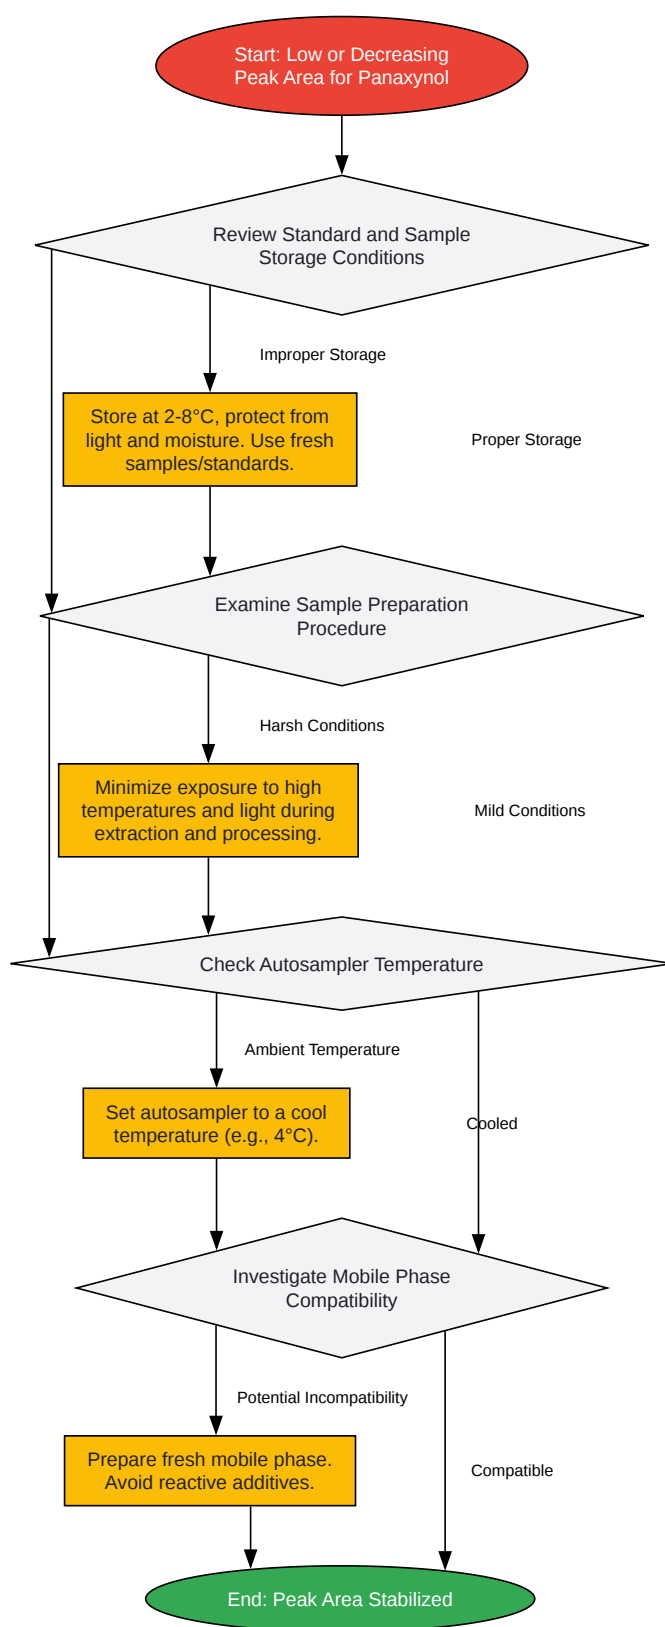 Start: Low or Decreasing
Peak Area for Panaxynol
Review Standard and Sample
Storage Conditions
Improper Storage
Store at 2-8°C, protect from
light and moisture. Use fresh
samples/standards.
Proper Storage
Examine Sample Preparation
Procedure
Harsh Conditions
Minimize exposure to high
temperatures and light during
extraction and processing.
Mild Conditions
Check Autosampler Temperature
Ambient Temperature
Set autosampler to a cool
temperature (e.g., 4°C).
Cooled
Investigate Mobile Phase
Compatibility
Potential Incompatibility
Prepare fresh mobile phase.
Avoid reactive additives.
Compatible
End: Peak Area Stabilized